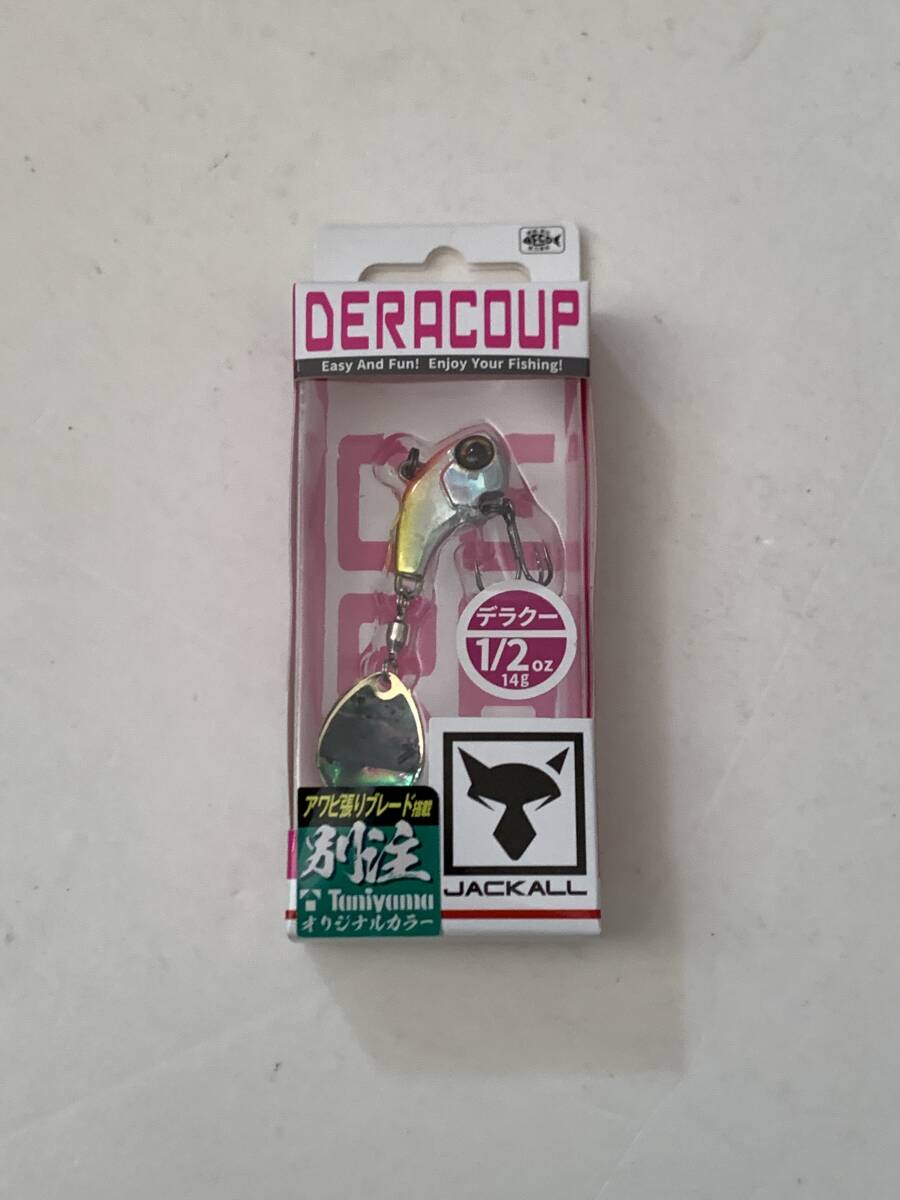 DERACOUP
Easy And Fun! Enjoy Your Fishing!
デラクー
1/2oz
14g
アワビ張りブレード搭載
別注
Taniyama
オリジナルカラー
JACKALL